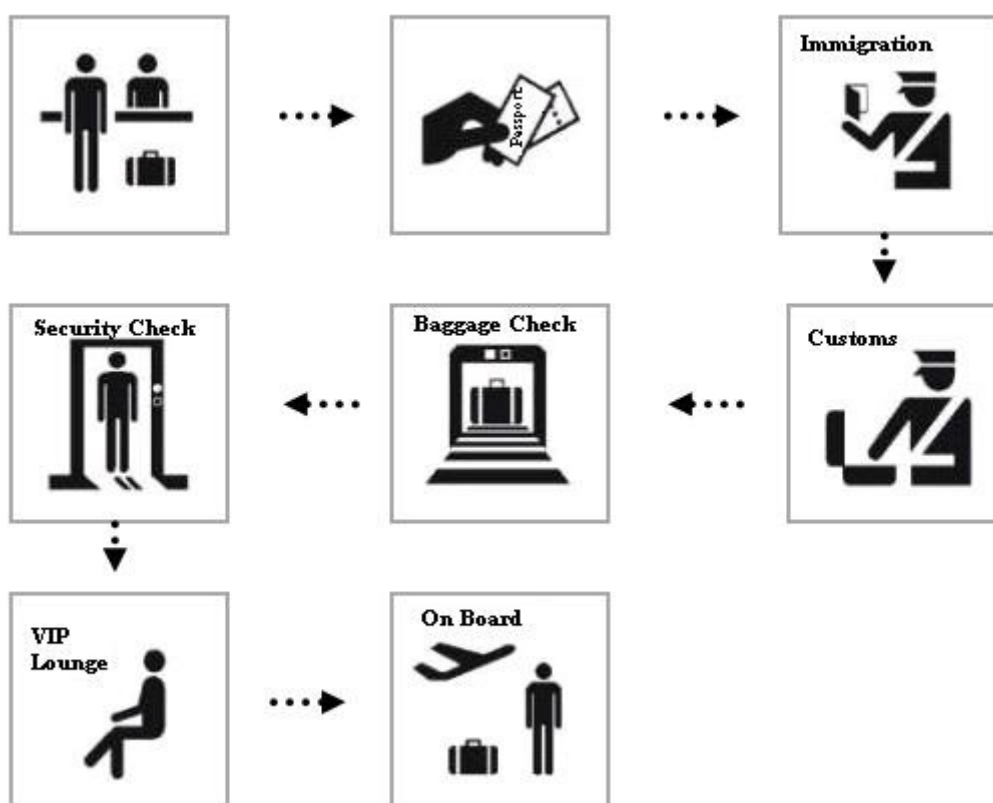 Passport
Immigration
Security Check
Baggage Check
Customs
VIP
Lounge
On Board